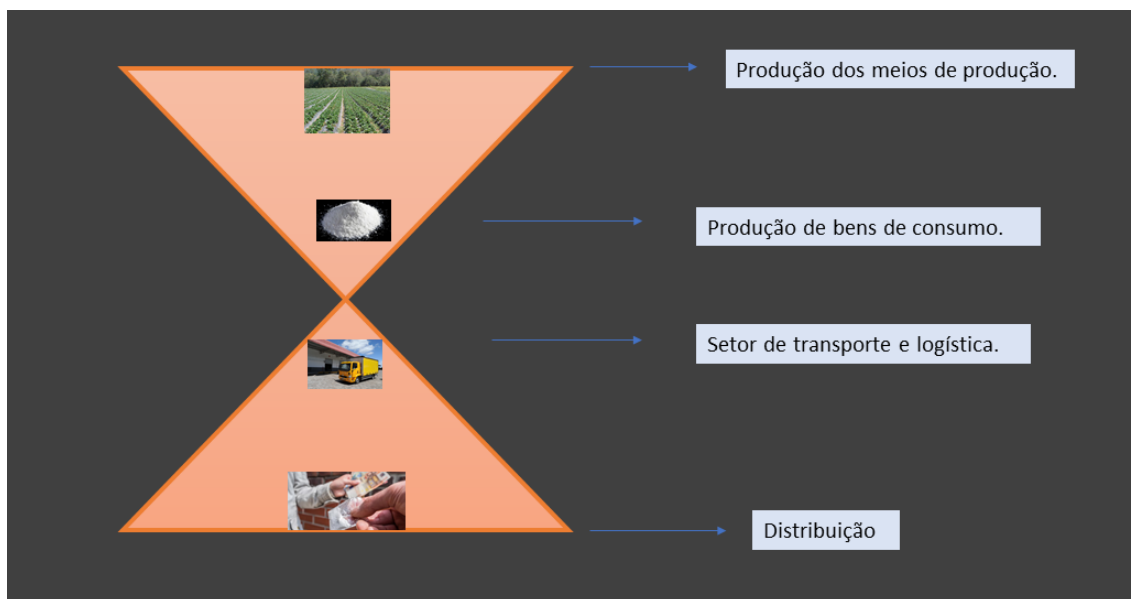 Produção dos meios de produção.
Produção de bens de consumo.
Setor de transporte e logística.
Distribuição